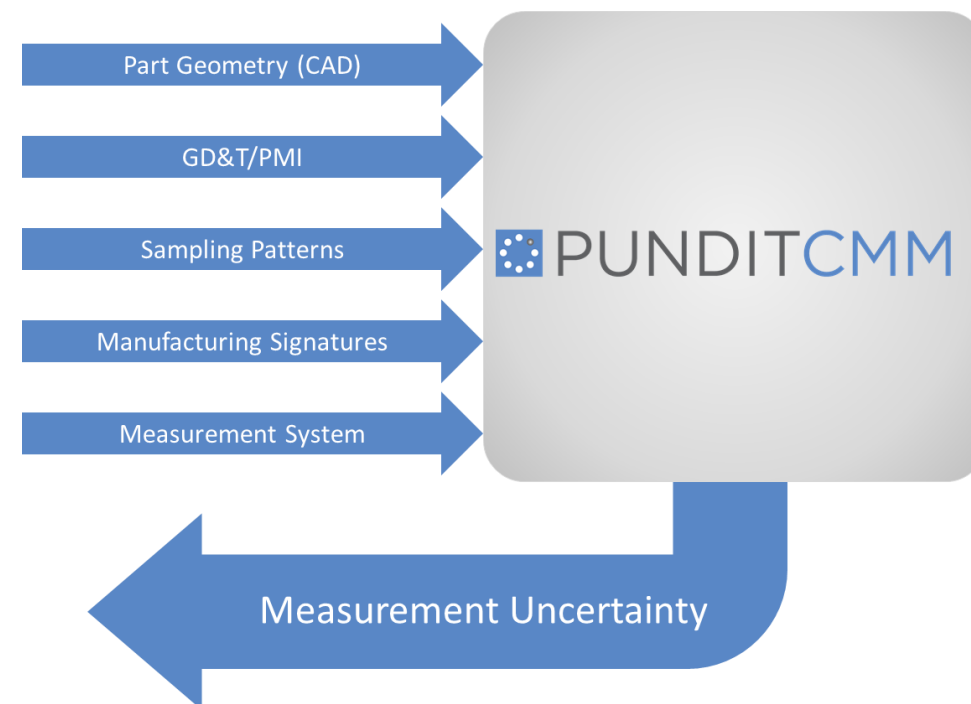 Part Geometry (CAD)
GD&T/PMI
Sampling Patterns
Manufacturing Signatures
Measurement System
PUNDITCMM
Measurement Uncertainty